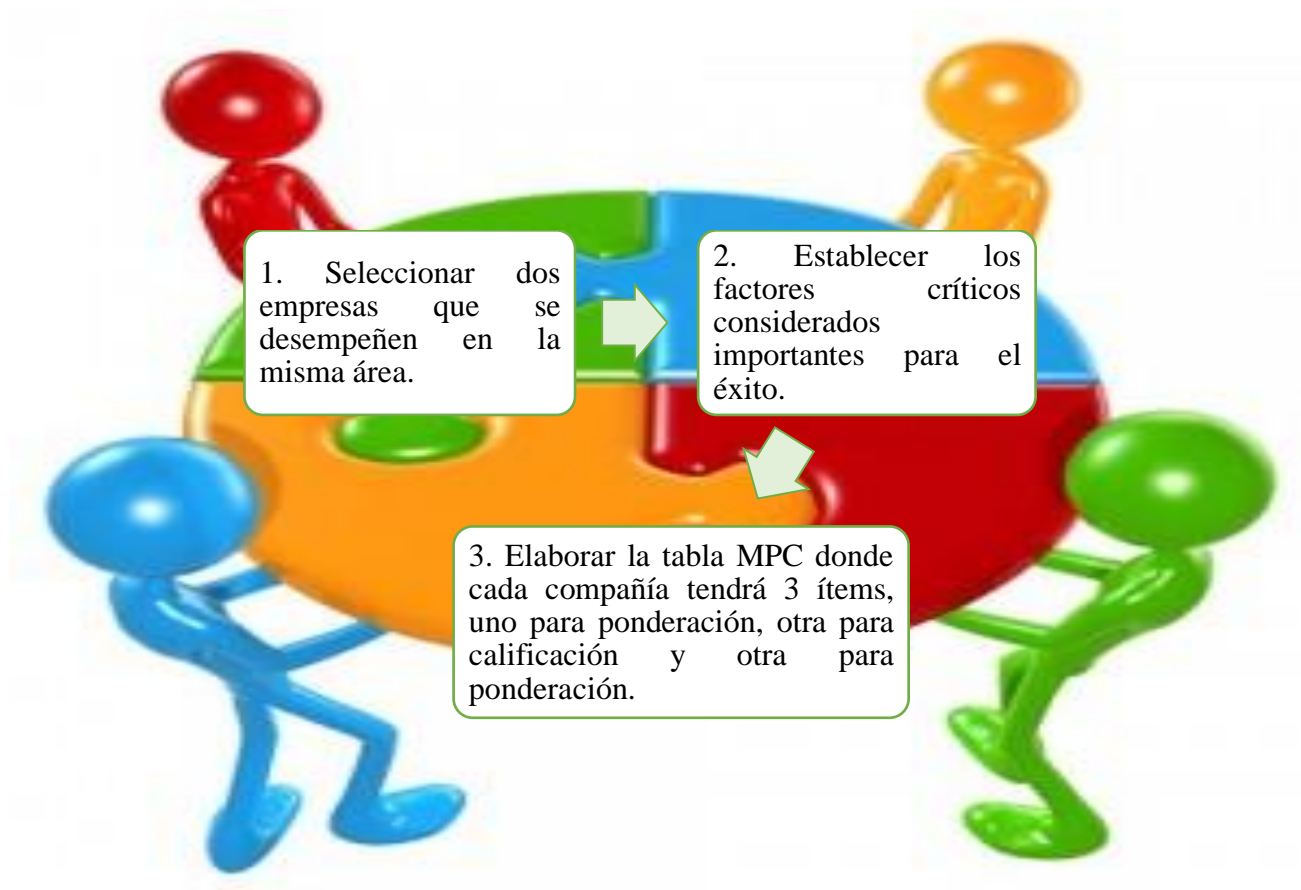 1. Seleccionar dos
empresas que se
desempeñen en la
misma área.
2. Establecer los
factores críticos
considerados
importantes para el
éxito.
3. Elaborar la tabla MPC donde
cada compañía tendrá 3 ítems,
uno para ponderación, otra para
calificación y otra para
ponderación.